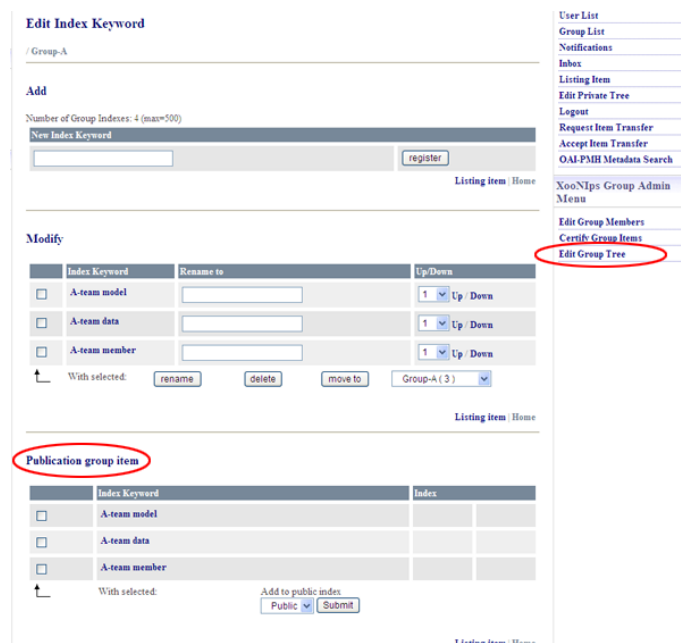 Edit Index Keyword
/ Group-A
Add
Number of Group Indexes: 4 (max=500)
New Index Keyword
register
Listing item | Home
Modify
Index Keyword Rename to Up/Down
A-team model 1 Up / Down
A-team data 1 Up / Down
A-team member 1 Up / Down
With selected: rename delete move to Group-A ( 3 )
Listing item | Home
Publication group item
Index Keyword Index
A-team model
A-team data
A-team member
With selected: Add to public index
Public Submit
Listing item | Home
User List
Group List
Notifications
Inbox
Listing Item
Edit Private Tree
Logout
Request Item Transfer
Accept Item Transfer
OAI-PMH Metadata Search
XooNIps Group Admin
Menu
Edit Group Members
Certify Group Items
Edit Group Tree